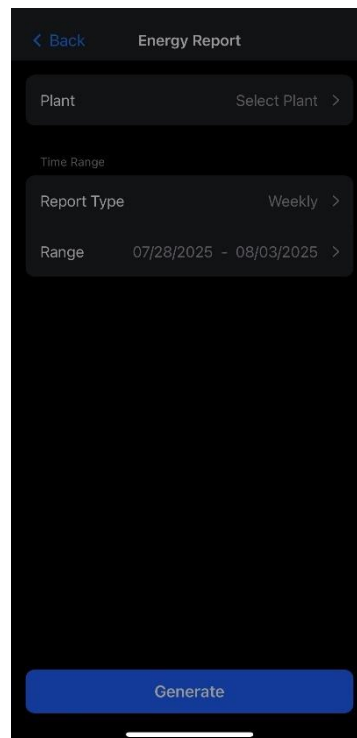 Back Energy Report
Plant Select Plant
Time Range
Report Type Weekly
Range 07/28/2025 - 08/03/2025
Generate